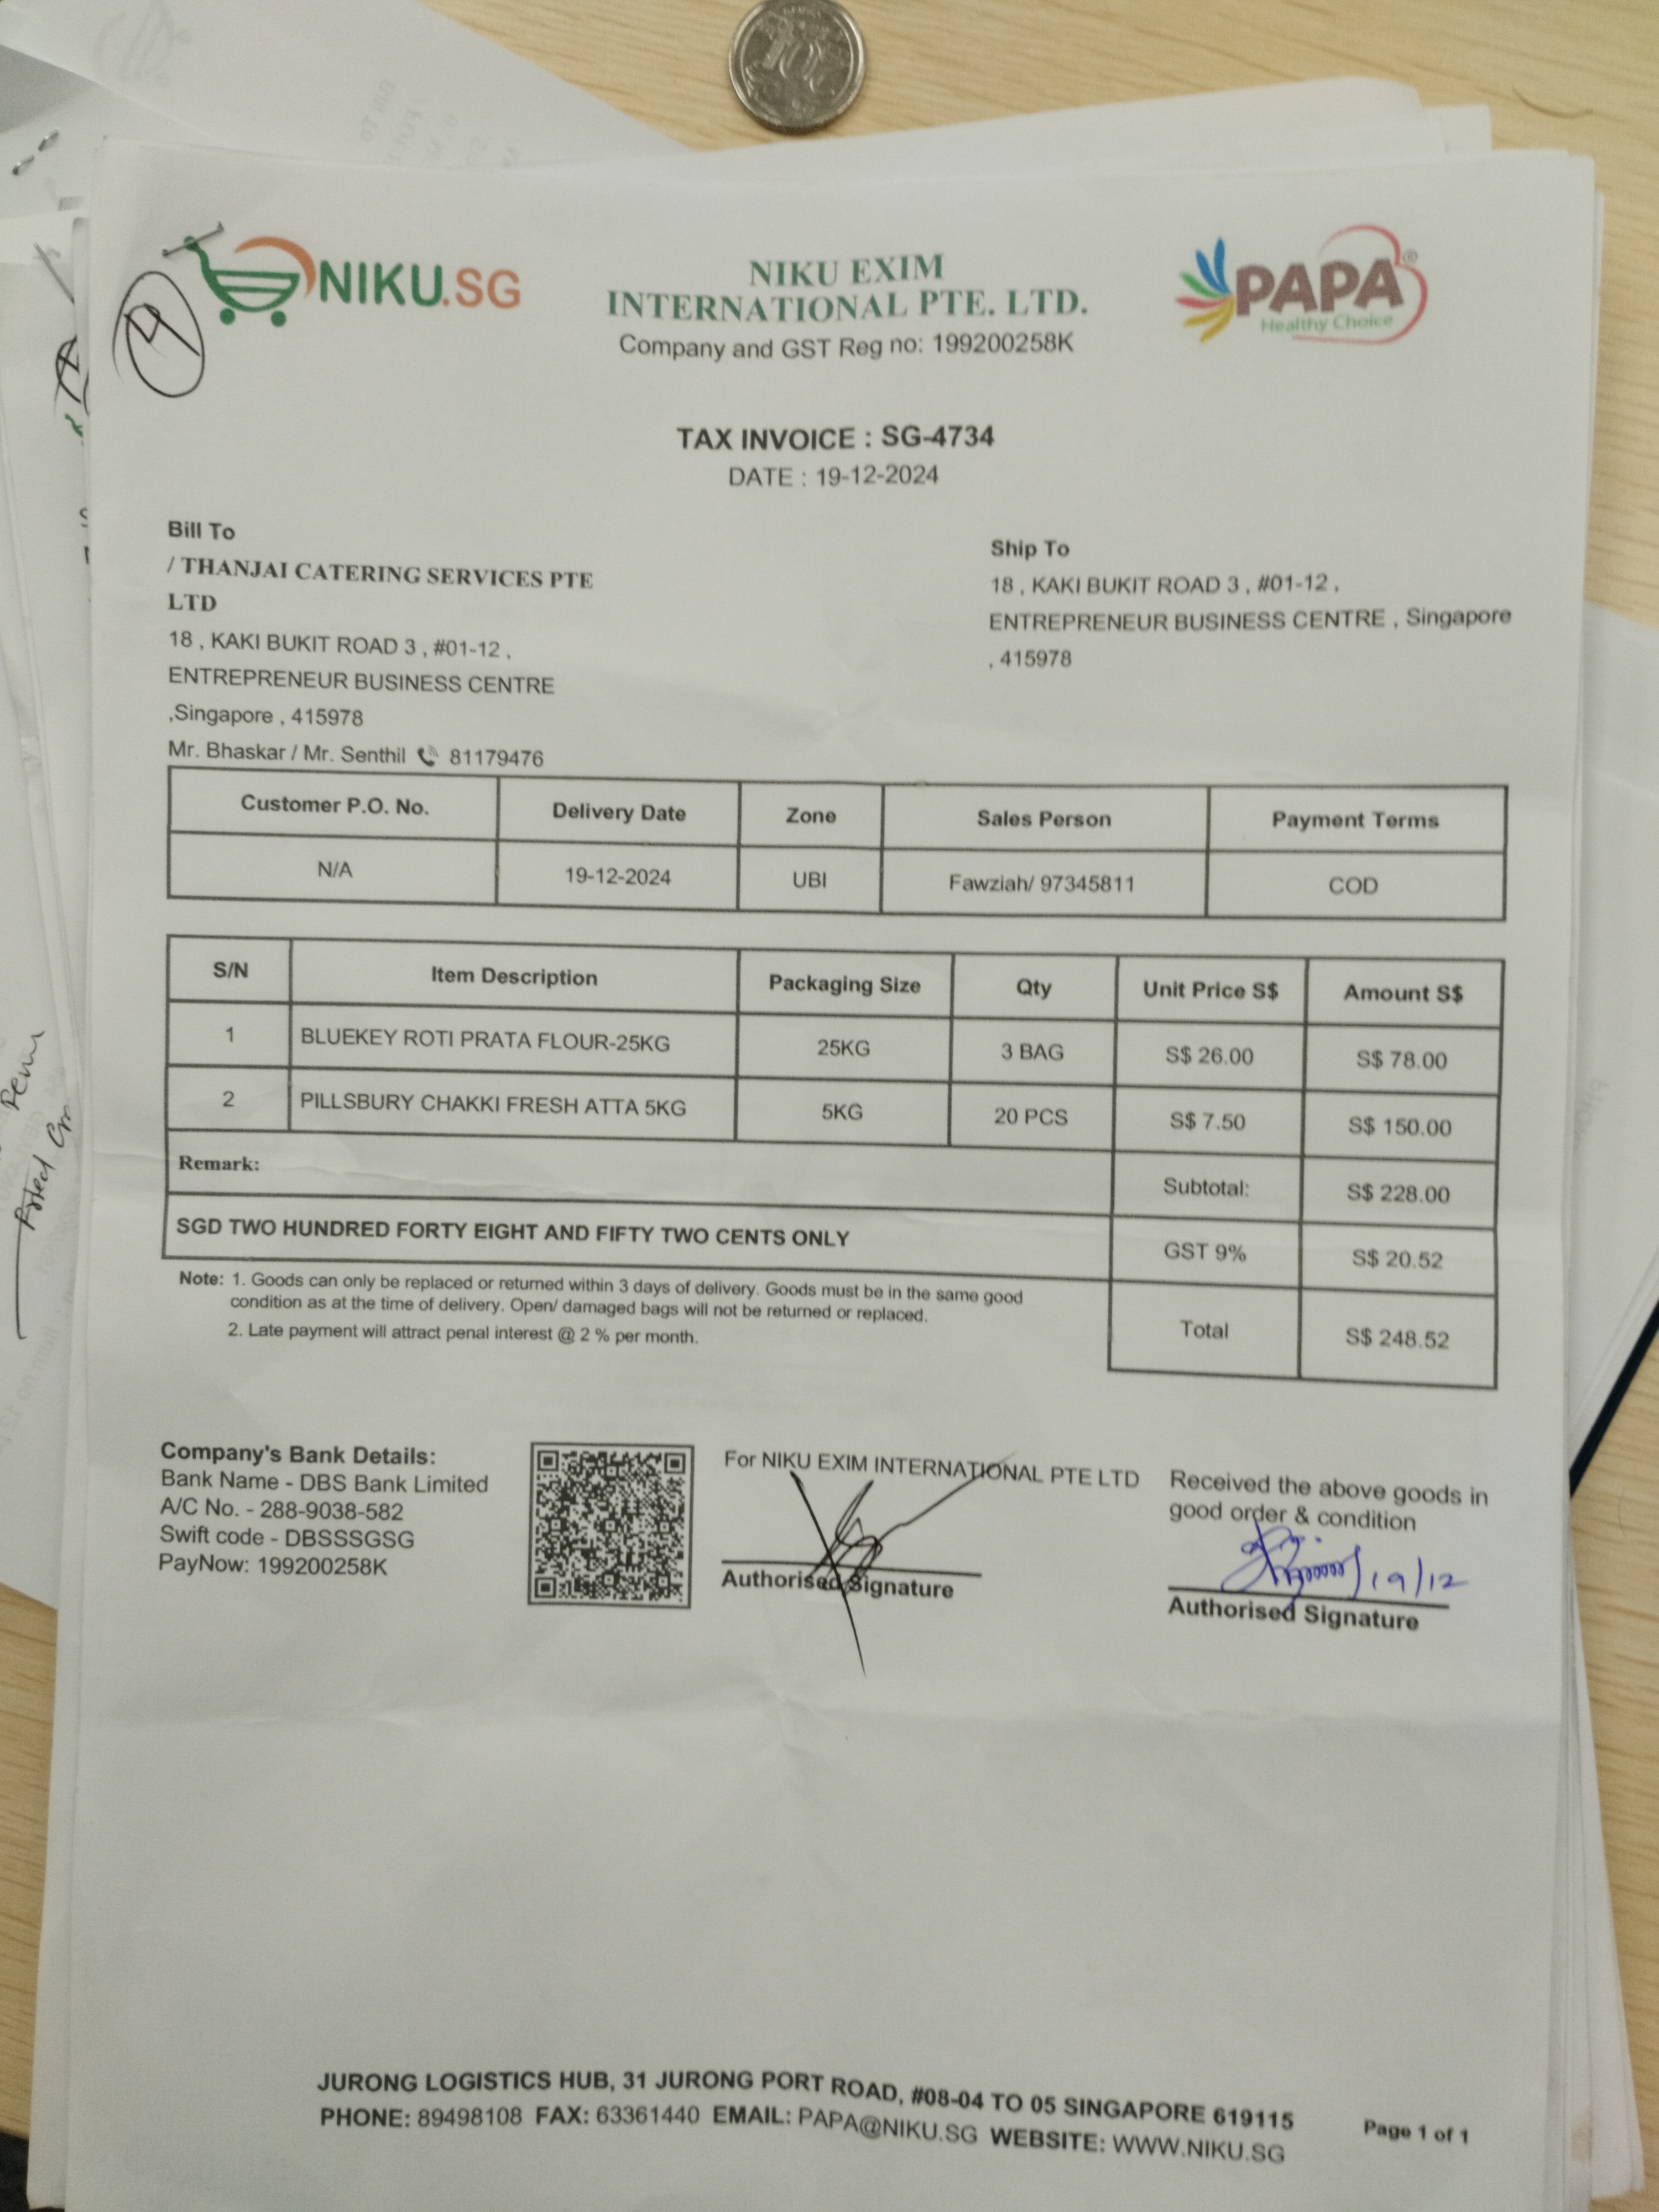 NIKU.SG
NIKU EXIM
INTERNATIONAL PTE. LTD.
Company and GST Reg no: 199200258K
PAPA®
Healthy Choice
4
TAX INVOICE : SG-4734
DATE : 19-12-2024
Bill To
/ THANJAI CATERING SERVICES PTE
LTD
18 , KAKI BUKIT ROAD 3 , #01-12 ,
ENTREPRENEUR BUSINESS CENTRE
,Singapore , 415978
Mr. Bhaskar / Mr. Senthil 81179476
Ship To
18 , KAKI BUKIT ROAD 3 , #01-12 ,
ENTREPRENEUR BUSINESS CENTRE , Singapore
, 415978
Customer P.O. No. Delivery Date Zone Sales Person Payment Terms
N/A 19-12-2024 UBI Fawziah/ 97345811 COD
S/N Item Description Packaging Size Qty Unit Price S$ Amount S$
1 BLUEKEY ROTI PRATA FLOUR-25KG 25KG 3 BAG S$ 26.00 S$ 78.00
2 PILLSBURY CHAKKI FRESH ATTA 5KG 5KG 20 PCS S$ 7.50 S$ 150.00
Remark: Subtotal: S$ 228.00
SGD TWO HUNDRED FORTY EIGHT AND FIFTY TWO CENTS ONLY GST 9% S$ 20.52
Total S$ 248.52
Note: 1. Goods can only be replaced or returned within 3 days of delivery. Goods must be in the same good
condition as at the time of delivery. Open/ damaged bags will not be returned or replaced.
2. Late payment will attract penal interest @ 2 % per month.
Company's Bank Details:
Bank Name - DBS Bank Limited
A/C No. - 288-9038-582
Swift code - DBSSSGSG
PayNow: 199200258K
For NIKU EXIM INTERNATIONAL PTE LTD
Authorised Signature
Received the above goods in
good order & condition
19/12
Authorised Signature
JURONG LOGISTICS HUB, 31 JURONG PORT ROAD, #08-04 TO 05 SINGAPORE 619115
PHONE: 89498108 FAX: 63361440 EMAIL: PAPA@NIKU.SG WEBSITE: WWW.NIKU.SG
Page 1 of 1